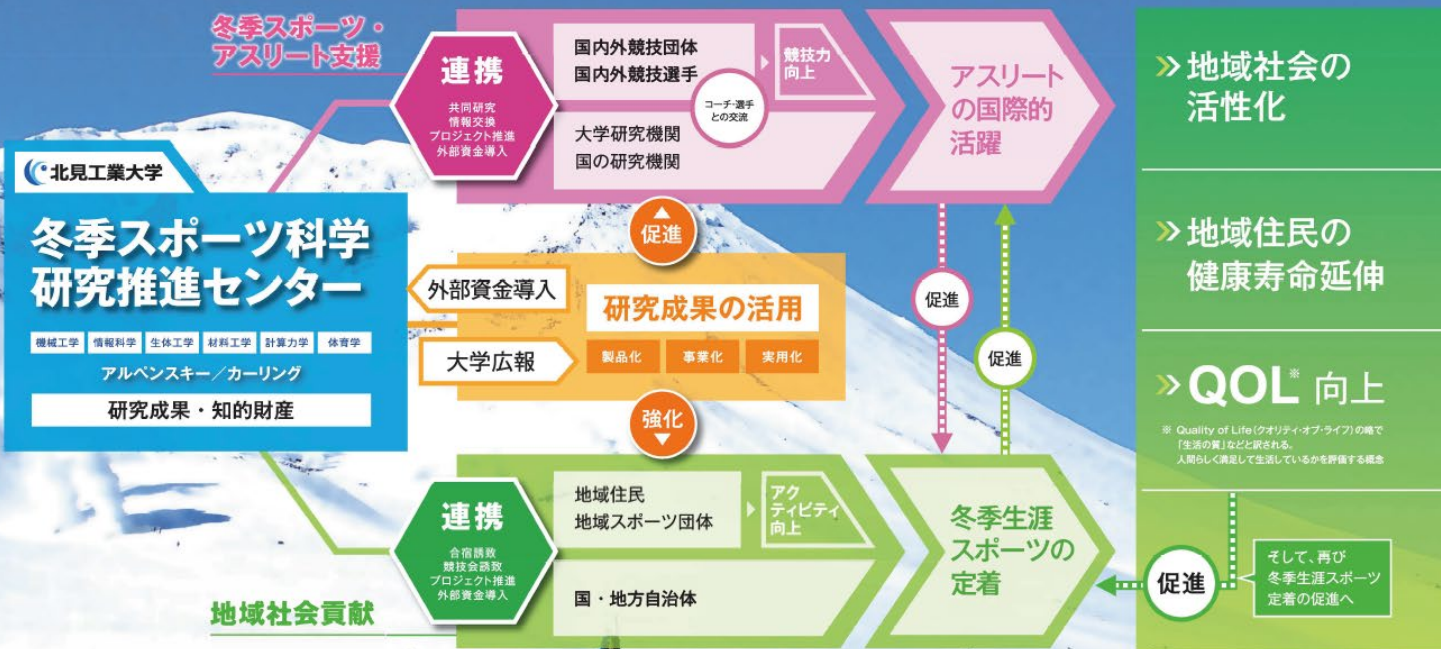 冬季スポーツ・
アスリート支援
連携
共同研究
情報交換
プロジェクト推進
外部資金導入
国内外競技団体
国内外競技選手
競技力
向上
コーチ・選手
との交流
大学研究機関
国の研究機関
アスリート
の国際的
活躍
北見工業大学
冬季スポーツ科学
研究推進センター
機械工学
情報科学
生体工学
材料工学
計算力学
体育学
アルペンスキー／カーリング
研究成果・知的財産
促進
外部資金導入
大学広報
研究成果の活用
製品化
事業化
実用化
強化
促進
促進
地域社会貢献
連携
合宿誘致
競技会誘致
プロジェクト推進
外部資金導入
地域住民
地域スポーツ団体
アク
ティビティ
向上
国・地方自治体
冬季生涯
スポーツの
定着
地域社会の
活性化
地域住民の
健康寿命延伸
QOL※ 向上
※ Quality of Life（クオリティ・オブ・ライフ）の略で
「生活の質」などと訳される。
人間らしく満足して生活しているかを評価する概念
促進
そして、再び
冬季生涯スポーツ
定着の促進へ